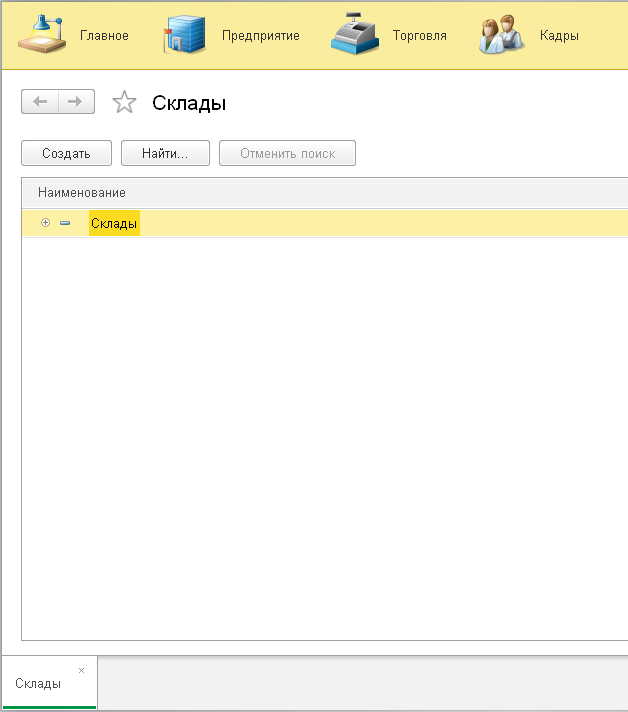 Главное Предприятие Торговля Кадры
Склады
Создать Найти... Отменить поиск
Наименование
Склады
Склады